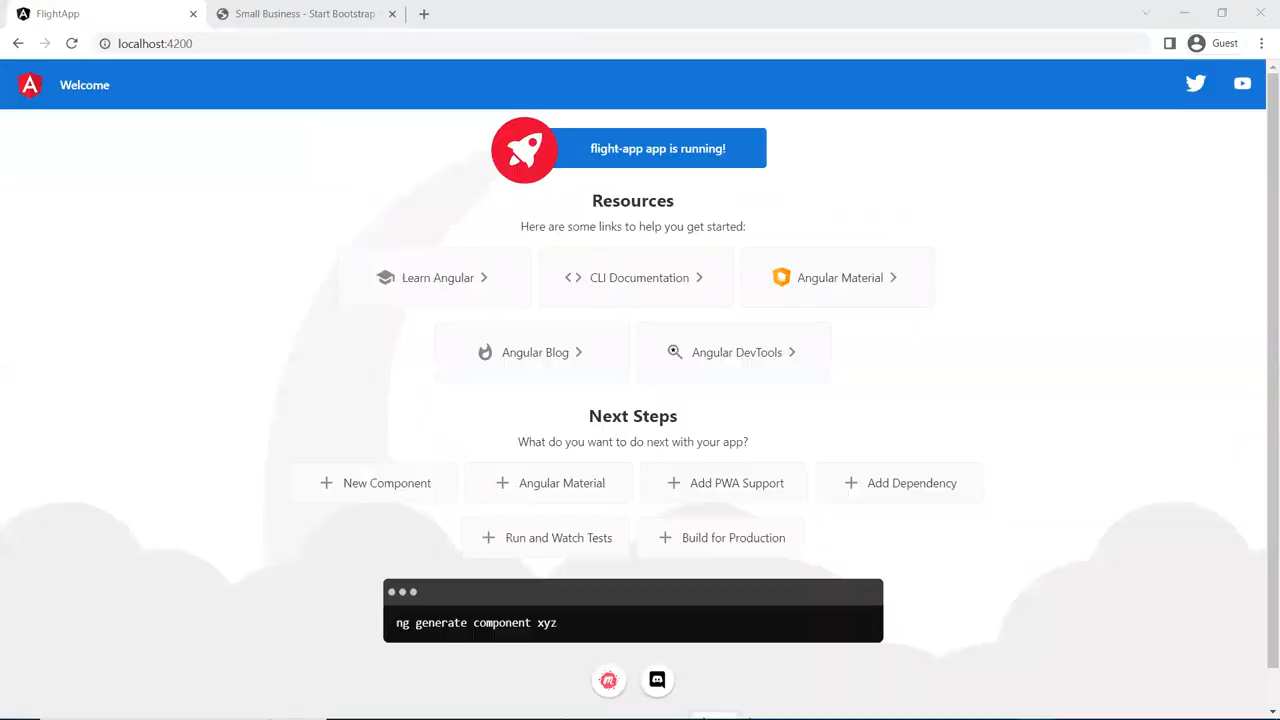 FlightApp
Small Business - Start Bootstrap
localhost:4200
Guest
Welcome
flight-app app is running!
Resources
Here are some links to help you get started:
Learn Angular
CLI Documentation
Angular Material
Angular Blog
Angular DevTools
Next Steps
What do you want to do next with your app?
New Component
Angular Material
Add PWA Support
Add Dependency
Run and Watch Tests
Build for Production
ng generate component xyz